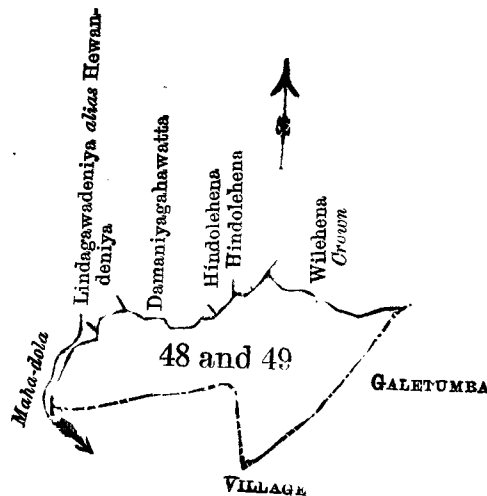 Lindagawadeniya alias Hewan-
deniya
Damaniyagahawatta
Hindolehena
Hindolehena
Wilehena
Crown
Maha-dola
48 and 49
GALETUMBA
VILLAGE